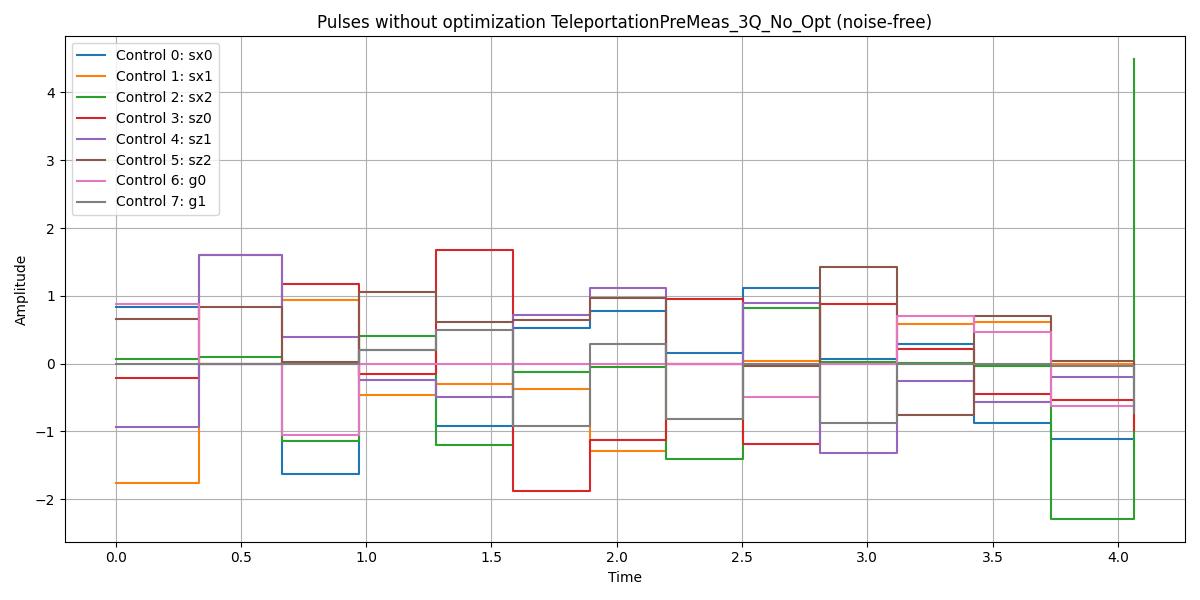 Pulses without optimization TeleportationPreMeas_3Q_No_Opt (noise-free)
Control 0: sx0
Control 1: sx1
Control 2: sx2
Control 3: sz0
Control 4: sz1
Control 5: sz2
Control 6: g0
Control 7: g1
Amplitude
4
3
2
1
0
−1
−2
0.0 0.5 1.0 1.5 2.0 2.5 3.0 3.5 4.0
Time